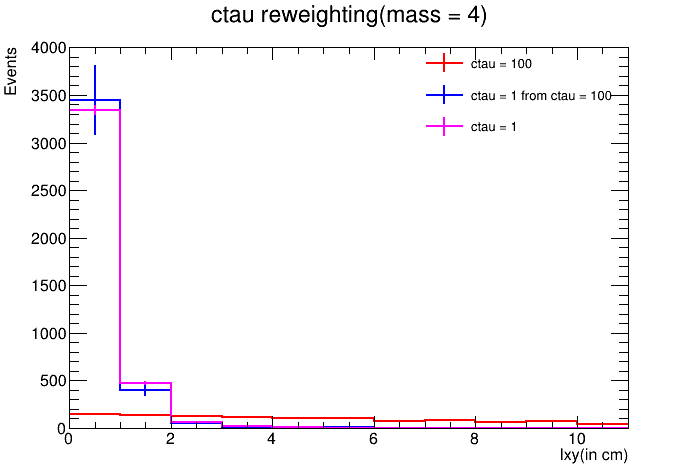 ctau reweighting(mass = 4)
Events
4000
3500
3000
2500
2000
1500
1000
500
0
ctau = 100
ctau = 1 from ctau = 100
ctau = 1
0 2 4 6 8 10
lxy(in cm)